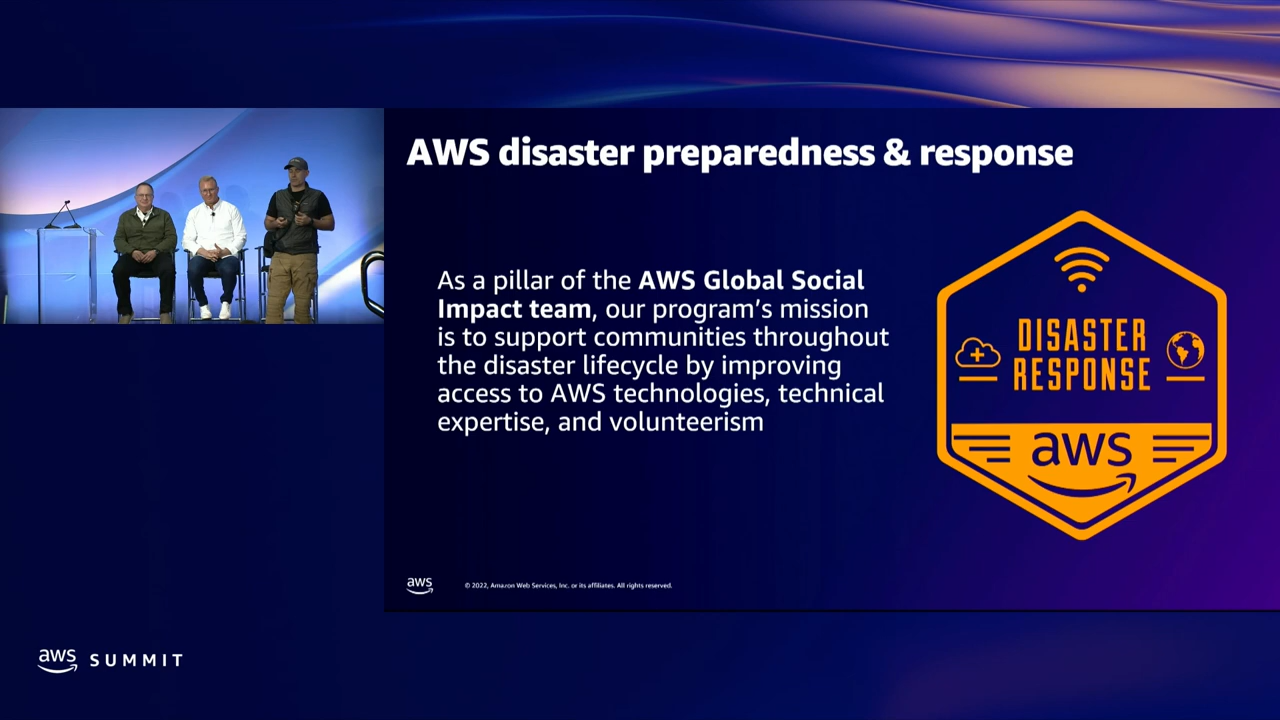 AWS disaster preparedness & response
As a pillar of the AWS Global Social
Impact team, our program's mission
is to support communities throughout
the disaster lifecycle by improving
access to AWS technologies, technical
expertise, and volunteerism
DISASTER
RESPONSE
aws
aws
© 2022, Amazon Web Services, Inc. or its affiliates. All rights reserved.
aws SUMMIT